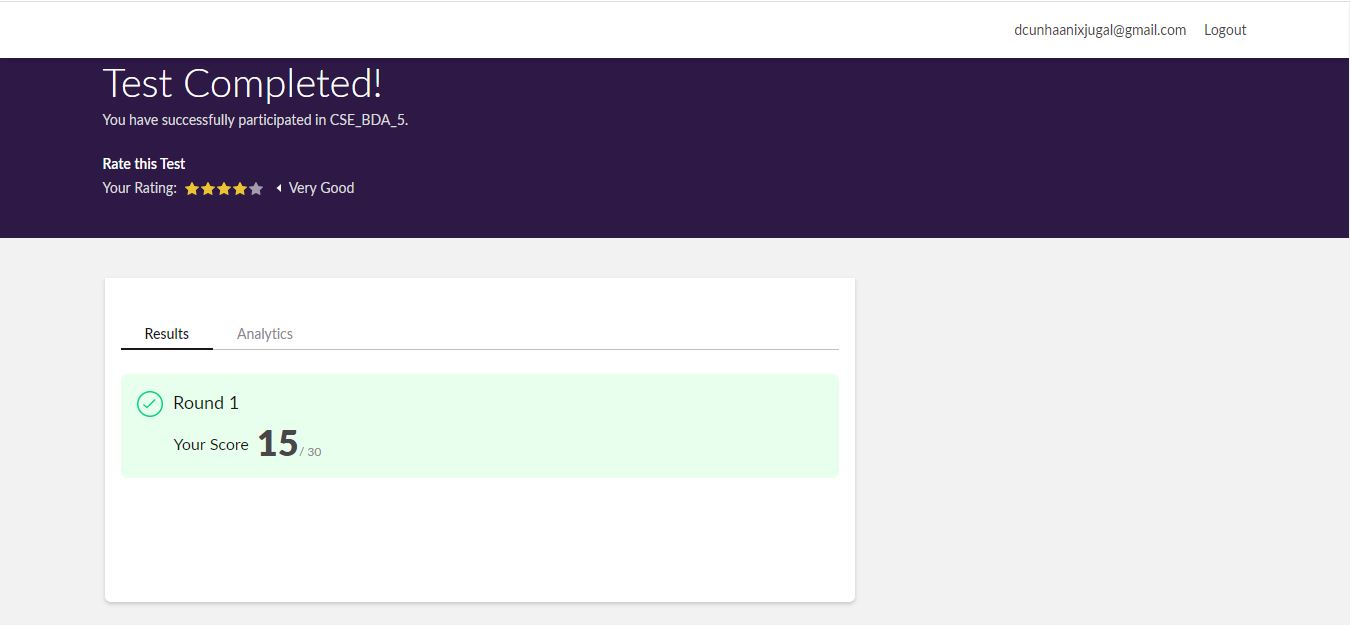 dcunhaanixjugal@gmail.com Logout
Test Completed!
You have successfully participated in CSE_BDA_5.
Rate this Test
Your Rating: Very Good
Results Analytics
Round 1
Your Score 15 / 30